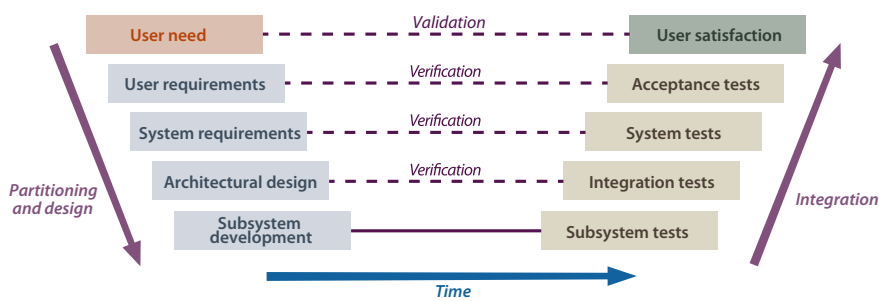 Validation
User need
User satisfaction
Verification
User requirements
Acceptance tests
Verification
System requirements
System tests
Verification
Architectural design
Integration tests
Partitioning
and design
Integration
Subsystem
development
Subsystem tests
Time